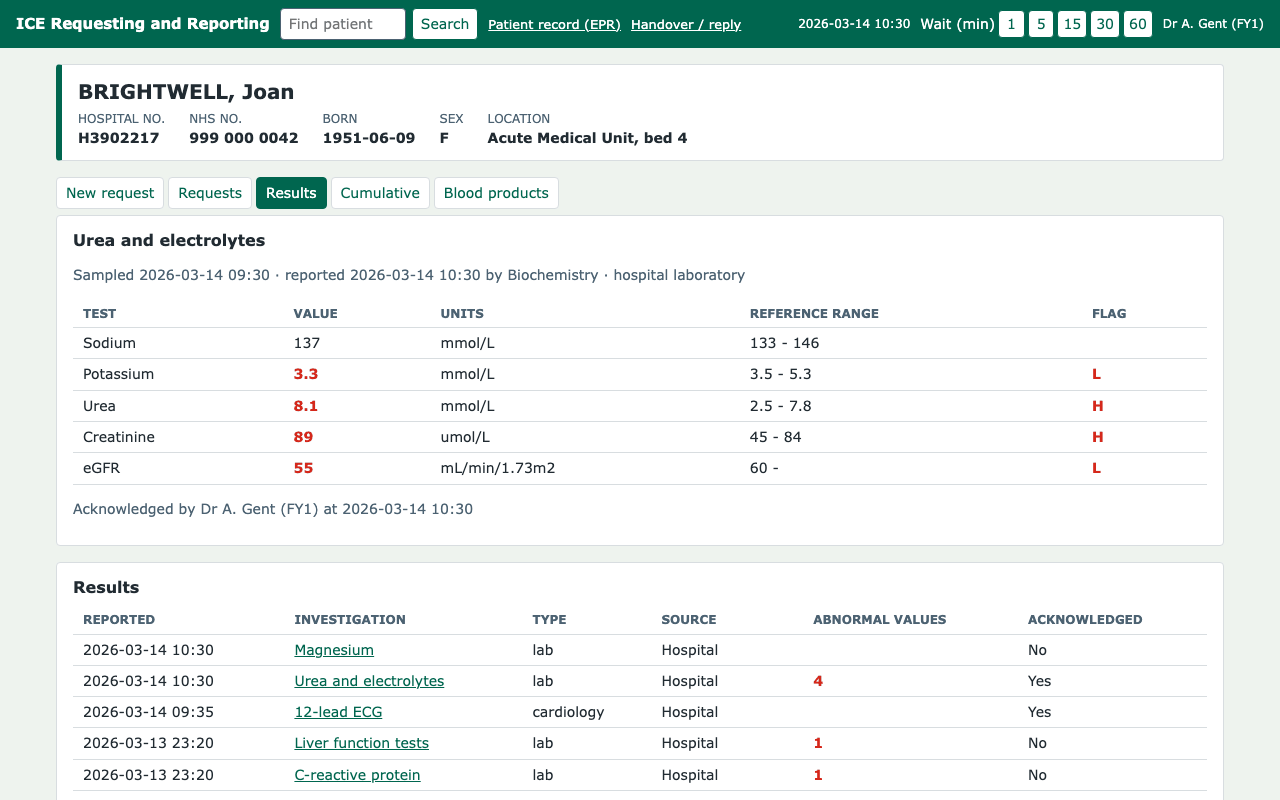 ICE Requesting and Reporting Find patient Search Patient record (EPR) Handover / reply 2026-03-14 10:30 Wait (min) 1 5 15 30 60 Dr A. Gent (FY1)
BRIGHTWELL, Joan
HOSPITAL NO. NHS NO. BORN SEX LOCATION
H3902217 999 000 0042 1951-06-09 F Acute Medical Unit, bed 4
New request Requests Results Cumulative Blood products
Urea and electrolytes
Sampled 2026-03-14 09:30 · reported 2026-03-14 10:30 by Biochemistry · hospital laboratory
TEST VALUE UNITS REFERENCE RANGE FLAG
Sodium 137 mmol/L 133 - 146
Potassium 3.3 mmol/L 3.5 - 5.3 L
Urea 8.1 mmol/L 2.5 - 7.8 H
Creatinine 89 umol/L 45 - 84 H
eGFR 55 mL/min/1.73m2 60 - L
Acknowledged by Dr A. Gent (FY1) at 2026-03-14 10:30
Results
REPORTED INVESTIGATION TYPE SOURCE ABNORMAL VALUES ACKNOWLEDGED
2026-03-14 10:30 Magnesium lab Hospital No
2026-03-14 10:30 Urea and electrolytes lab Hospital 4 Yes
2026-03-14 09:35 12-lead ECG cardiology Hospital Yes
2026-03-13 23:20 Liver function tests lab Hospital 1 No
2026-03-13 23:20 C-reactive protein lab Hospital 1 No